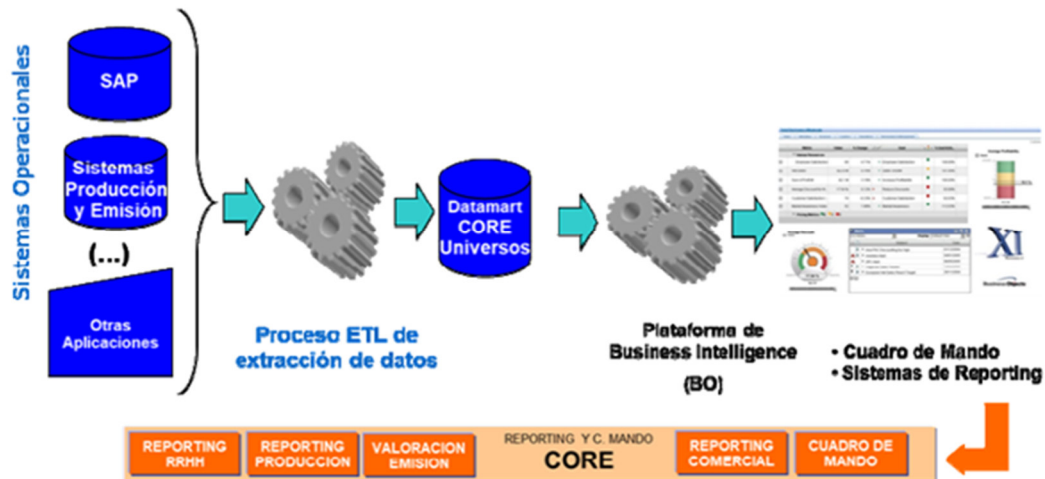 Sistemas Operacionales
SAP
Sistemas
Producción
y Emisión
(...)
Otras
Aplicaciones
Proceso ETL de
extracción de datos
Datamart
CORE
Universos
Plataforma de
Business Intelligence
(BO)
XI
• Cuadro de Mando
• Sistemas de Reporting
REPORTING
RRHH
REPORTING
PRODUCCION
VALORACION
EMISION
REPORTING Y C. MANDO
CORE
REPORTING
COMERCIAL
CUADRO DE
MANDO